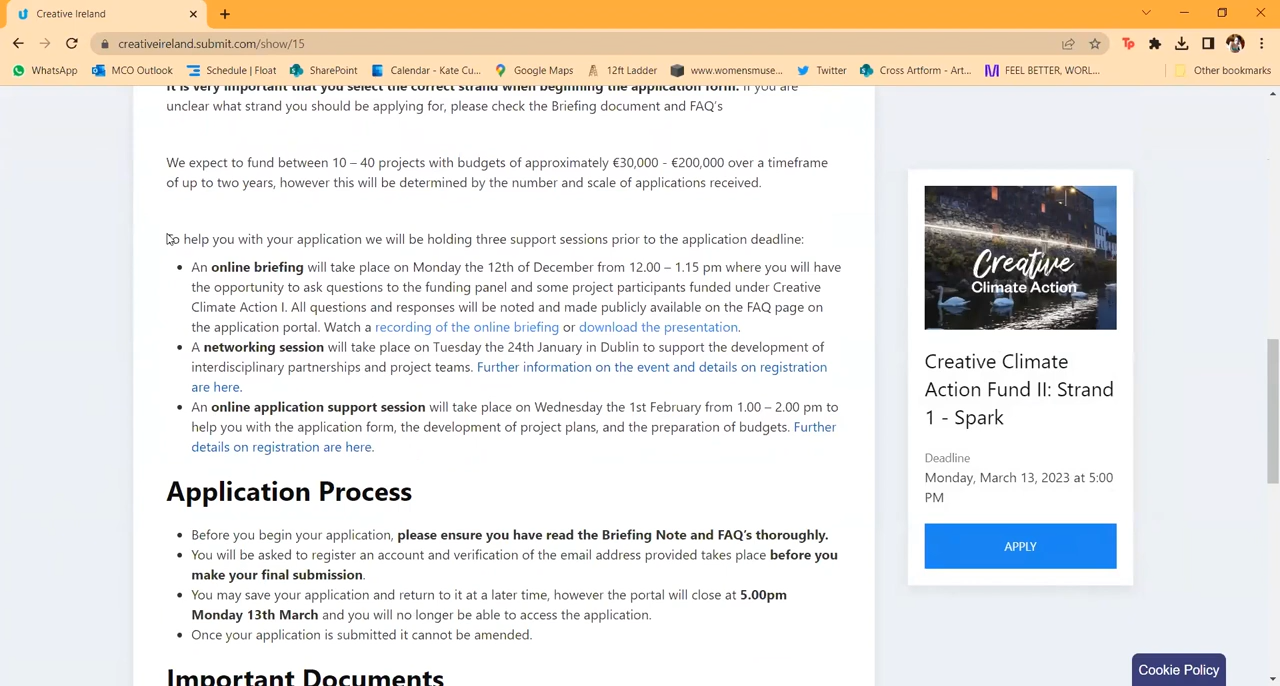 Creative Ireland
creativeireland.submit.com/show/15
WhatsApp MCO Outlook Schedule | Float SharePoint Calendar - Kate Cu... Google Maps 12ft Ladder www.womensmuse... Twitter Cross Artform - Art... FEEL BETTER, WORL... Other bookmarks
It is very important that you select the correct strand when beginning the application form. If you are
unclear what strand you should be applying for, please check the Briefing document and FAQ's
We expect to fund between 10 – 40 projects with budgets of approximately €30,000 - €200,000 over a timeframe
of up to two years, however this will be determined by the number and scale of applications received.
To help you with your application we will be holding three support sessions prior to the application deadline:
An online briefing will take place on Monday the 12th of December from 12.00 – 1.15 pm where you will have
the opportunity to ask questions to the funding panel and some project participants funded under Creative
Climate Action I. All questions and responses will be noted and made publicly available on the FAQ page on
the application portal. Watch a recording of the online briefing or download the presentation.
A networking session will take place on Tuesday the 24th January in Dublin to support the development of
interdisciplinary partnerships and project teams. Further information on the event and details on registration
are here.
An online application support session will take place on Wednesday the 1st February from 1.00 – 2.00 pm to
help you with the application form, the development of project plans, and the preparation of budgets. Further
details on registration are here.
Application Process
Before you begin your application, please ensure you have read the Briefing Note and FAQ's thoroughly.
You will be asked to register an account and verification of the email address provided takes place before you
make your final submission.
You may save your application and return to it at a later time, however the portal will close at 5.00pm
Monday 13th March and you will no longer be able to access the application.
Once your application is submitted it cannot be amended.
Important Documents
Creative
Climate Action
Creative Climate
Action Fund II: Strand
1 - Spark
Deadline
Monday, March 13, 2023 at 5:00
PM
APPLY
Cookie Policy